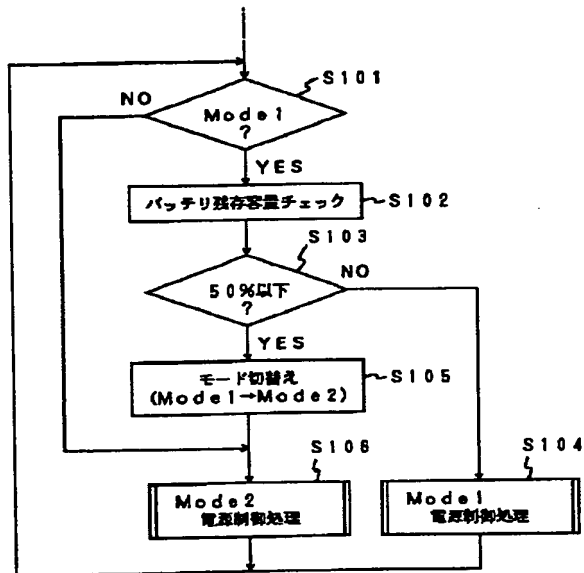 S101
NO
Mode1
?
YES
バッテリ残存容量チェック
S102
S103
NO
50%以下
?
YES
モード切替え
(Mode1→Mode2)
S105
S106
S104
Mode2
電源制御処理
Mode1
電源制御処理